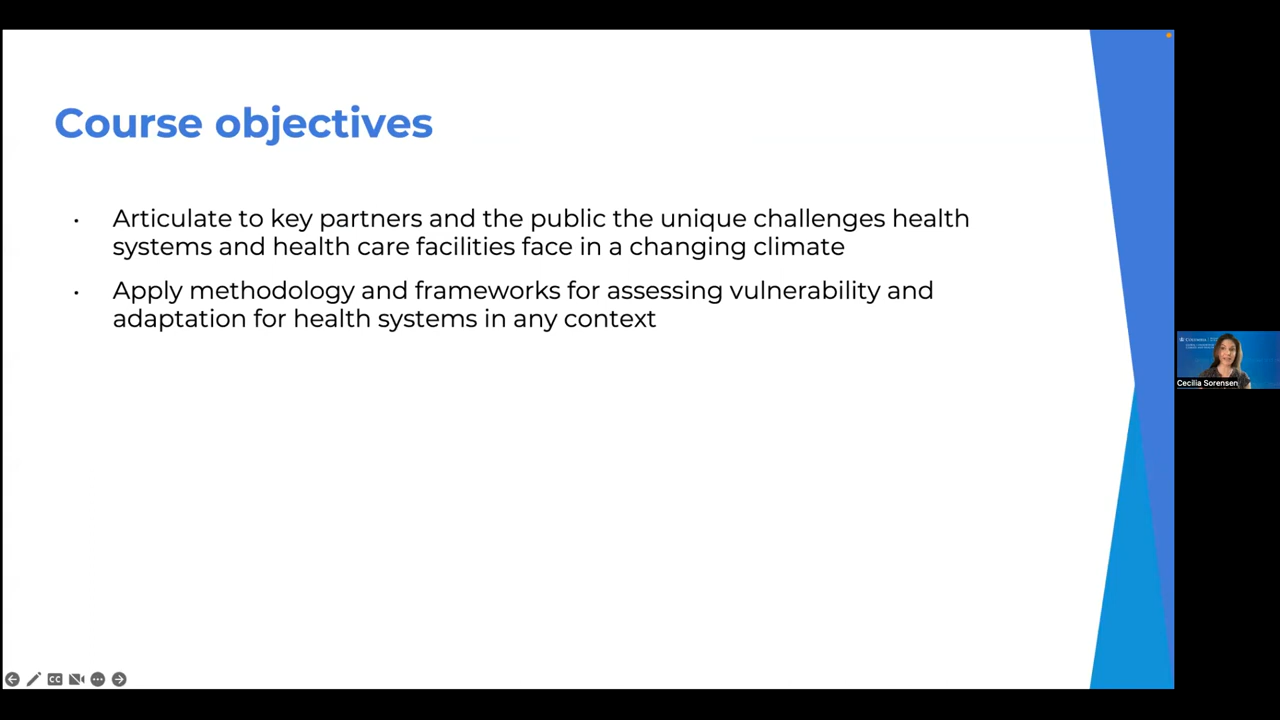 Course objectives
• Articulate to key partners and the public the unique challenges health
systems and health care facilities face in a changing climate
• Apply methodology and frameworks for assessing vulnerability and
adaptation for health systems in any context
Cecilia Sorensen